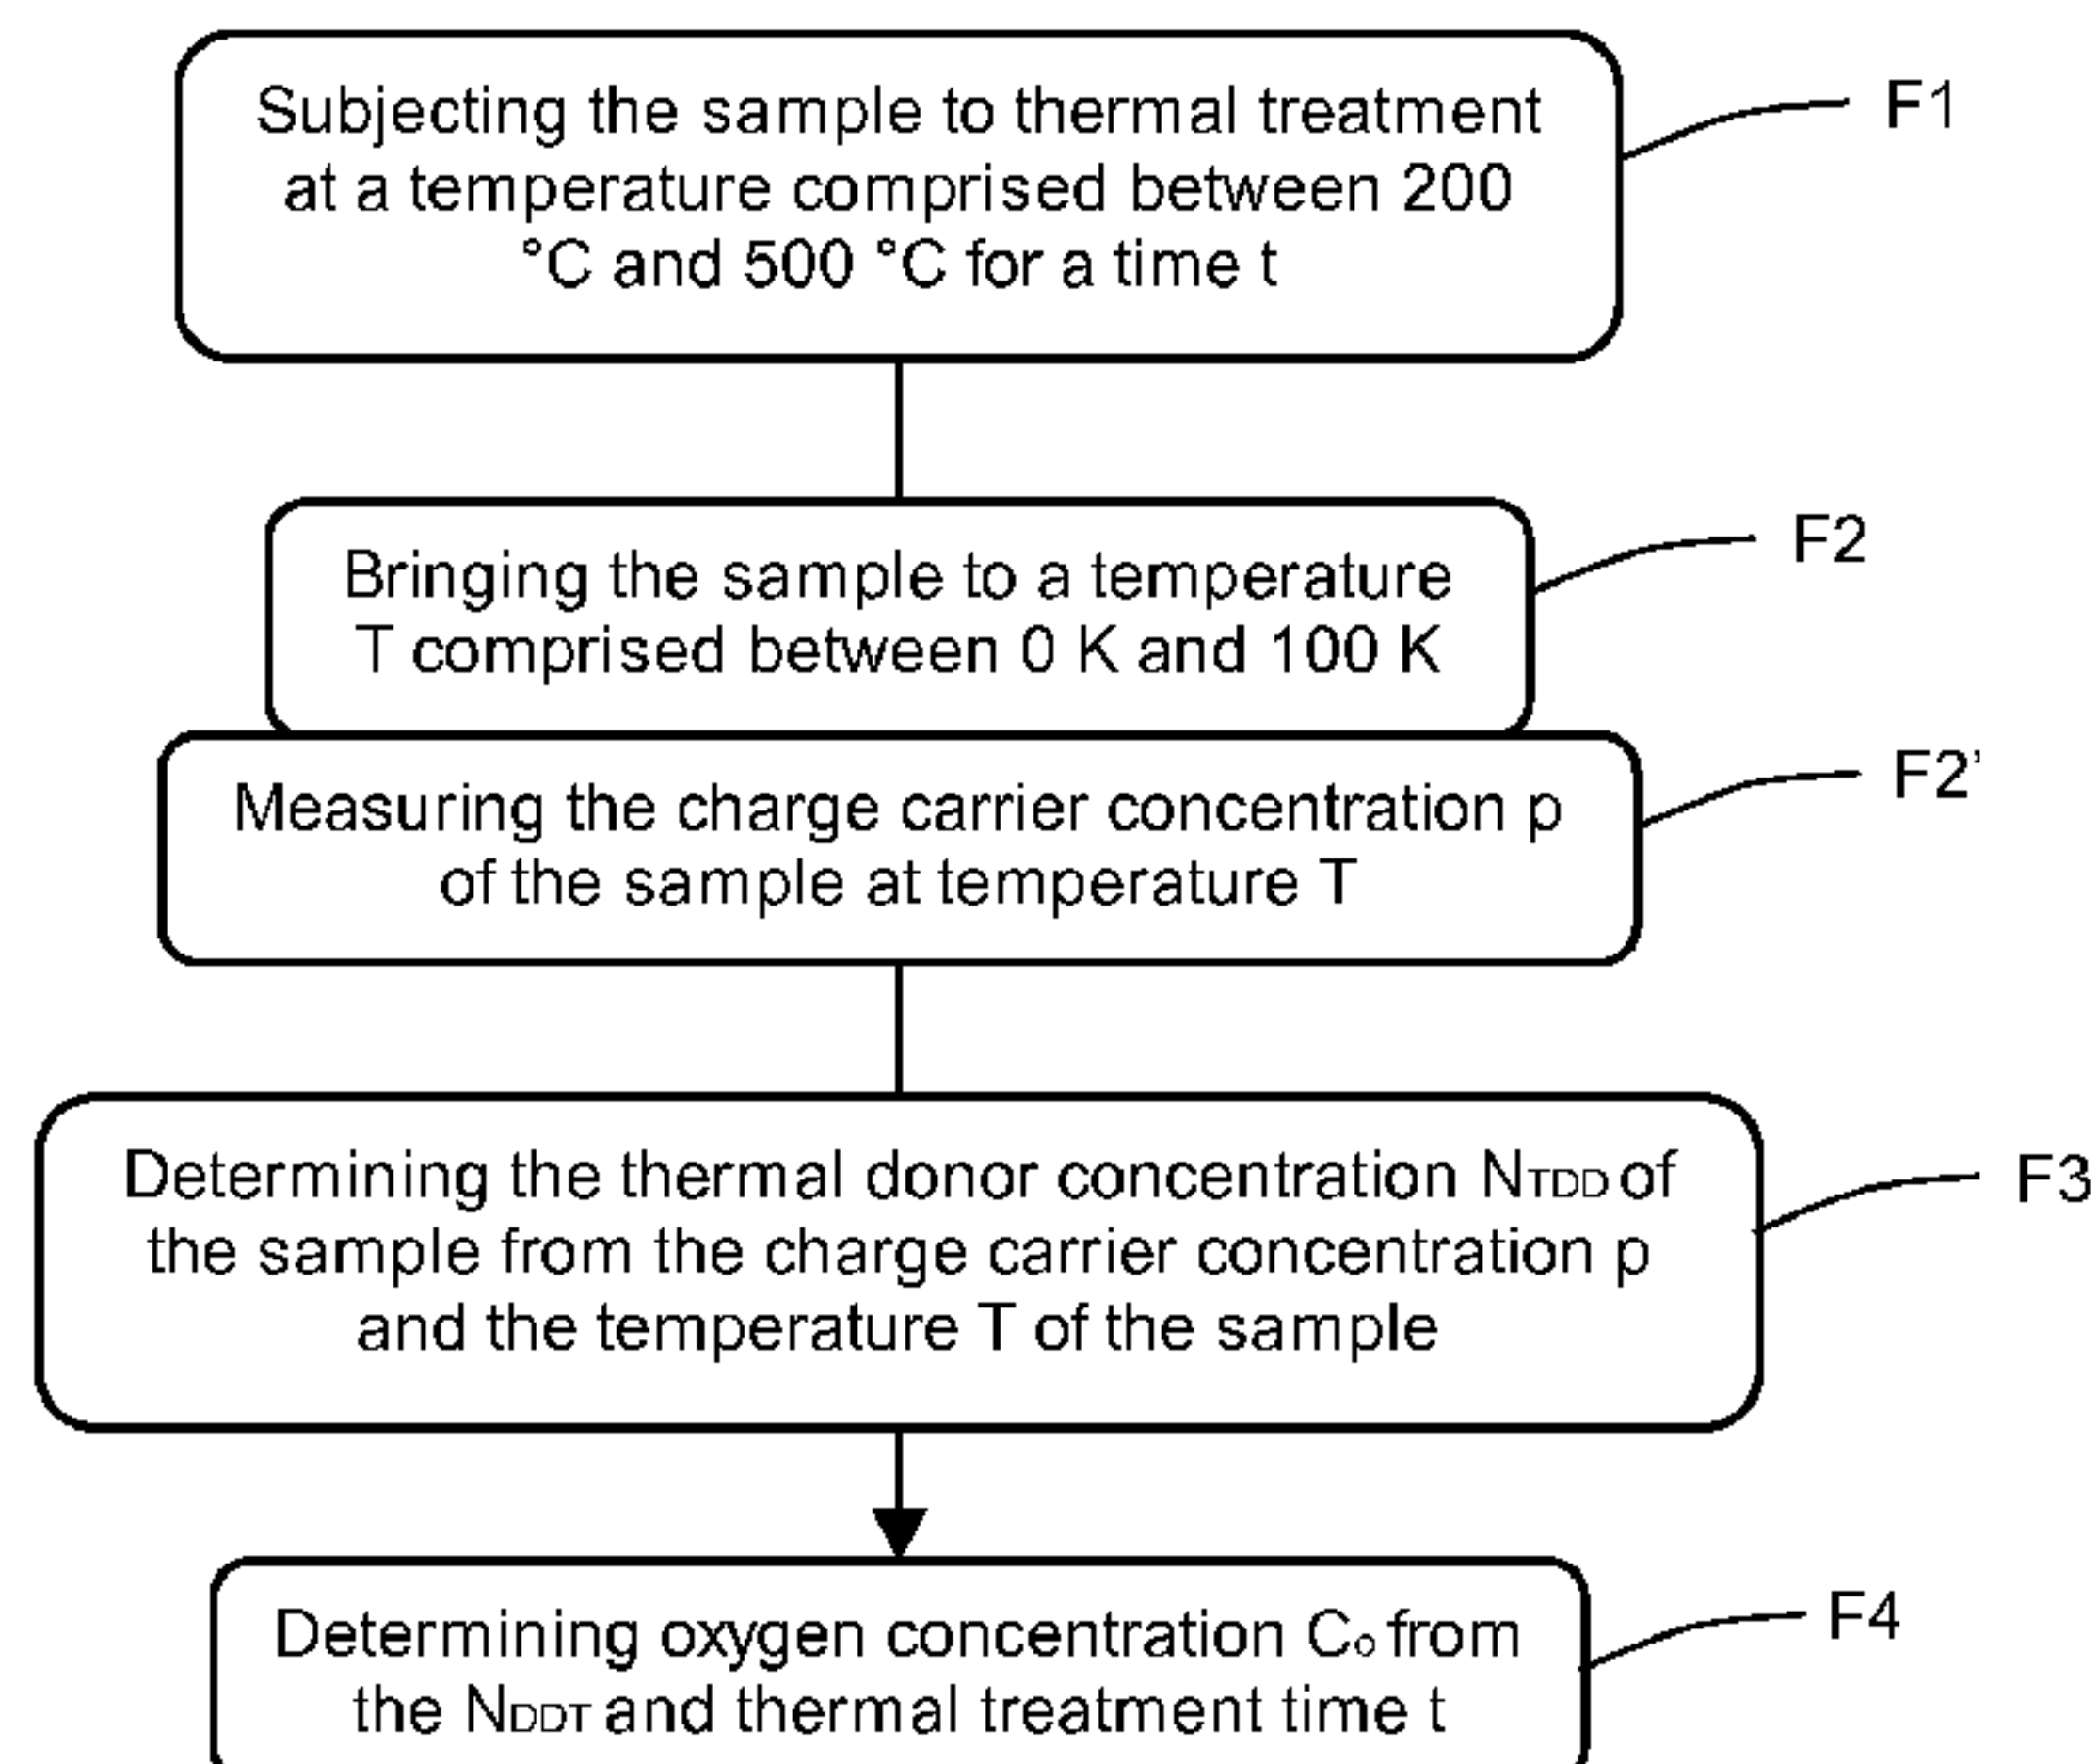 Subjecting the sample to thermal treatment
at a temperature comprised between 200
°C and 500 °C for a time t
F1
Bringing the sample to a temperature
T comprised between 0 K and 100 K
F2
Measuring the charge carrier concentration p
of the sample at temperature T
F2'
Determining the thermal donor concentration NTDD of
the sample from the charge carrier concentration p
and the temperature T of the sample
F3
Determining oxygen concentration Co from
the NDDT and thermal treatment time t
F4